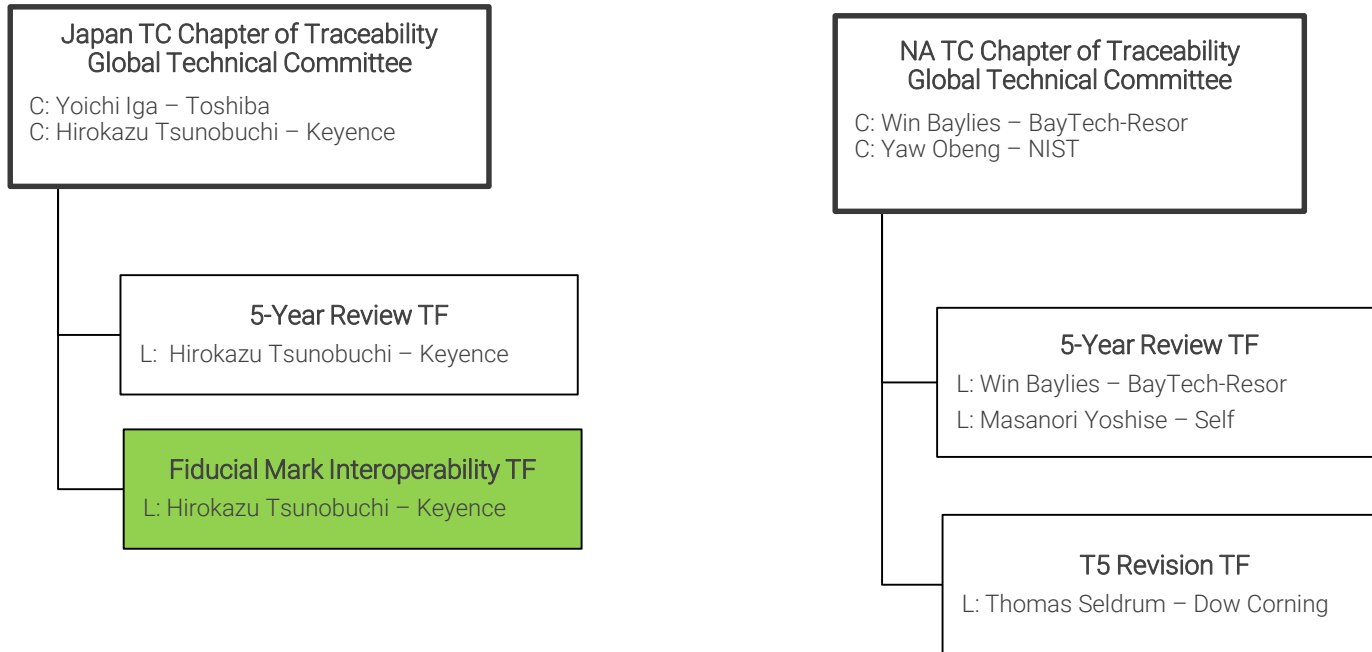 Japan TC Chapter of Traceability
Global Technical Committee
C: Yoichi Iga – Toshiba
C: Hirokazu Tsunobuchi – Keyence
5-Year Review TF
L:  Hirokazu Tsunobuchi – Keyence
Fiducial Mark Interoperability TF
L: Hirokazu Tsunobuchi – Keyence
NA TC Chapter of Traceability
Global Technical Committee
C: Win Baylies – BayTech-Resor
C: Yaw Obeng – NIST
5-Year Review TF
L: Win Baylies – BayTech-Resor
L: Masanori Yoshise – Self
T5 Revision TF
L: Thomas Seldrum – Dow Corning